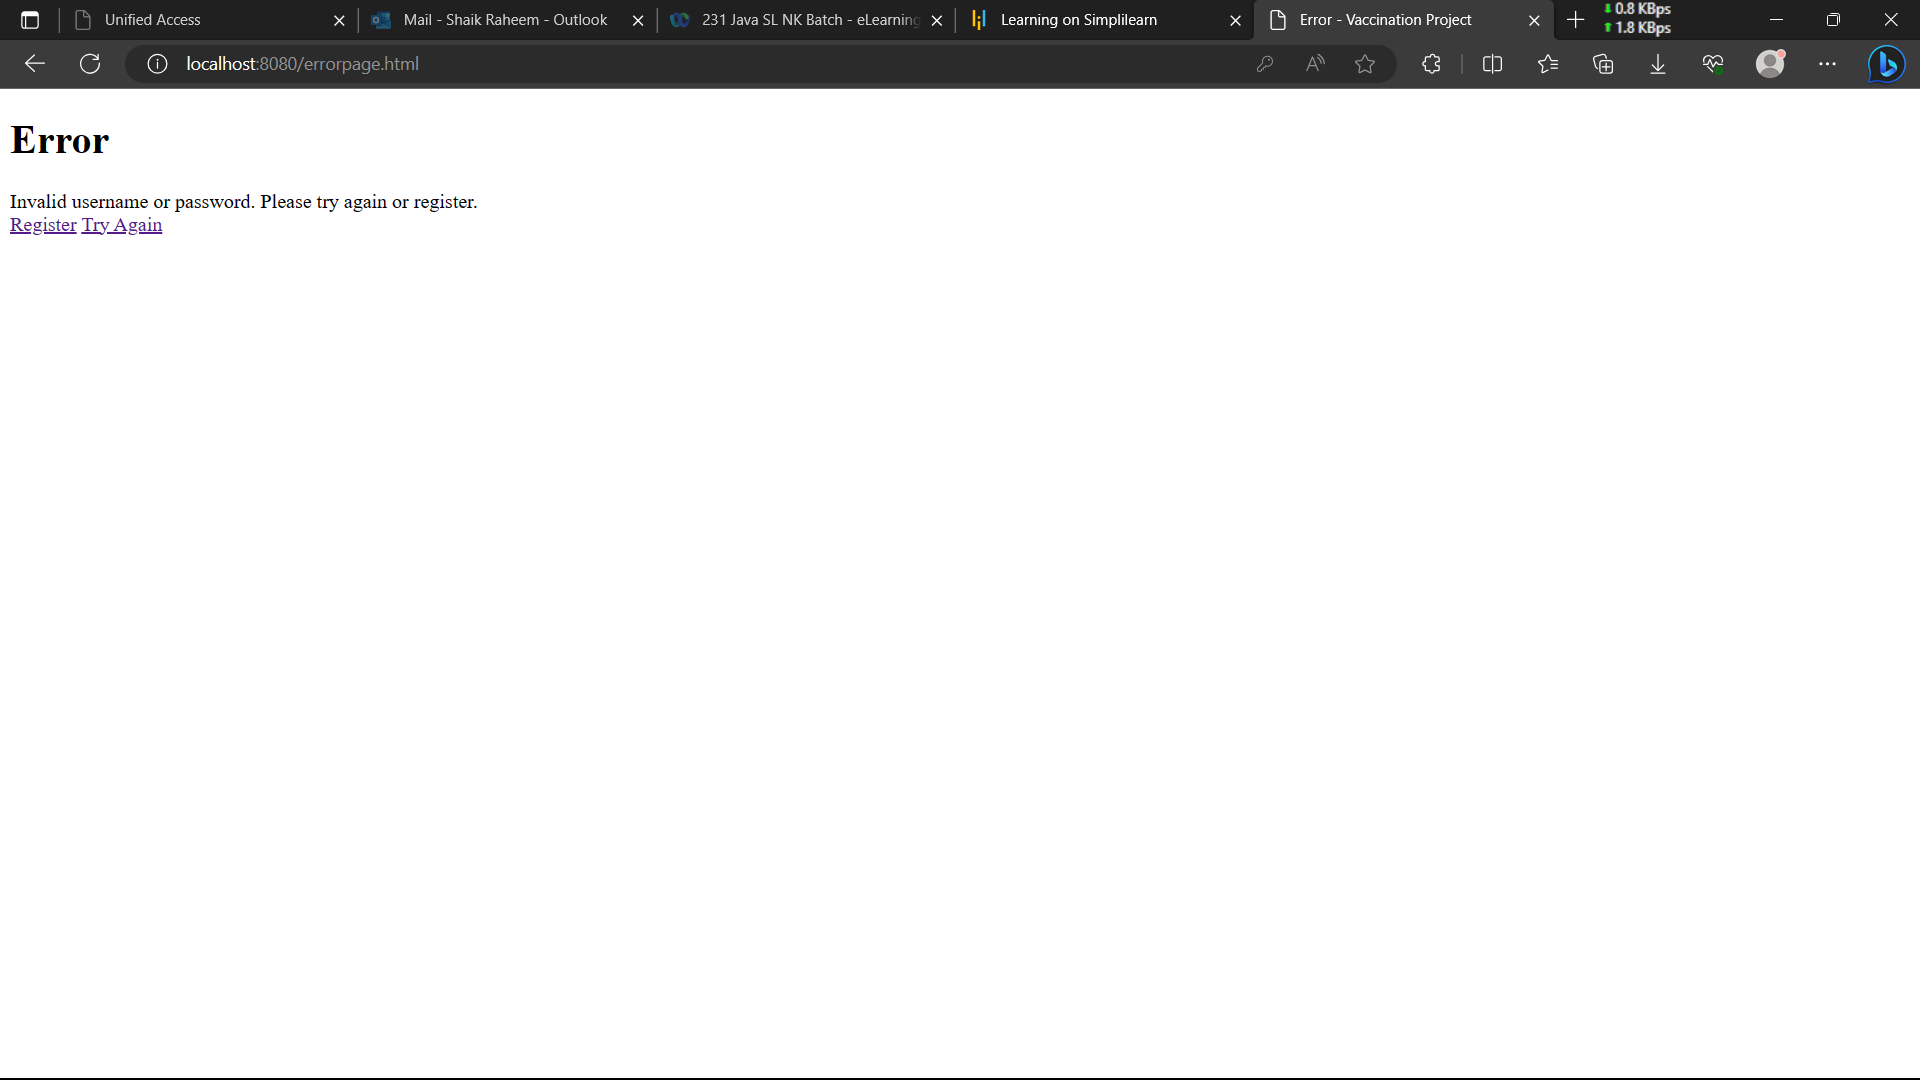 Unified Access
Mail - Shaik Raheem - Outlook
231 Java SL NK Batch - eLearning
Learning on Simplilearn
Error - Vaccination Project
0.8 KBps
1.8 KBps
localhost:8080/errorpage.html
Error
Invalid username or password. Please try again or register.
Register Try Again